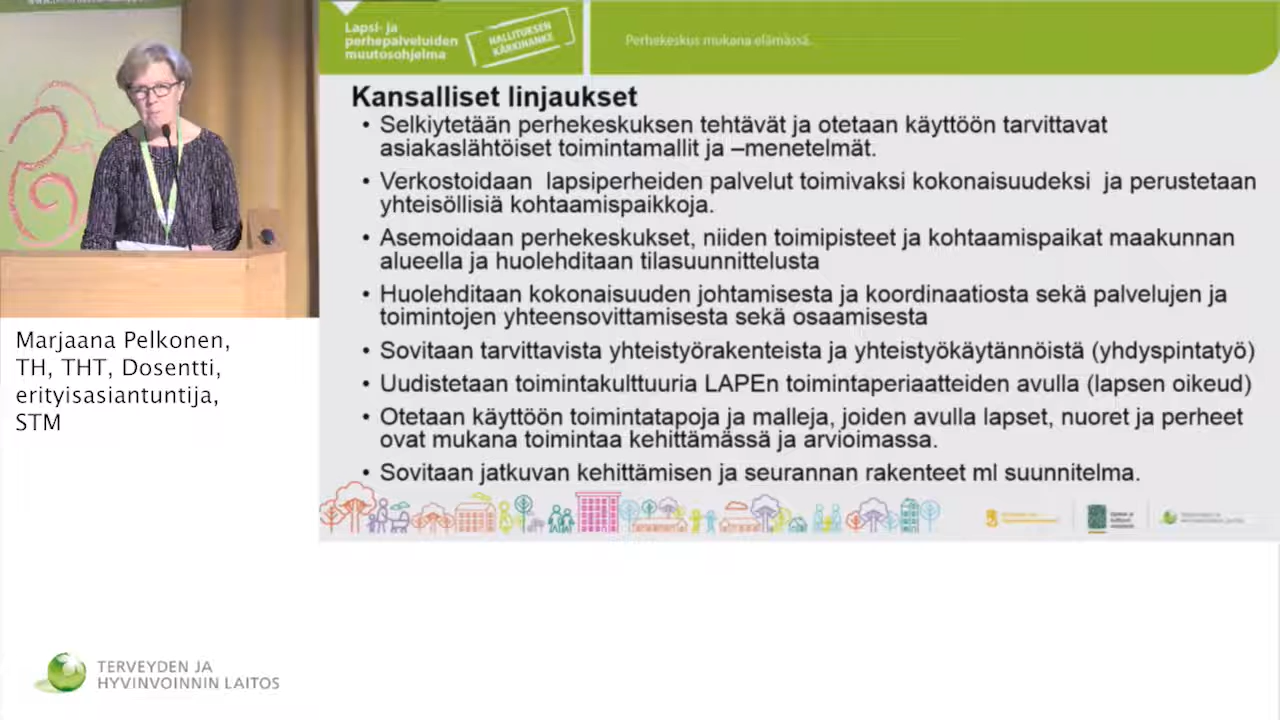 Lapsi- ja
perhepalveluiden
muutosohjelma
HALLITUKSEN
KÄRKIHANKE
Perhekeskus mukana elämässä
Kansalliset linjaukset
• Selkiytetään perhekeskuksen tehtävät ja otetaan käyttöön tarvittavat
asiakaslähtöiset toimintamallit ja –menetelmät.
• Verkostoidaan lapsiperheiden palvelut toimivaksi kokonaisuudeksi ja perustetaan
yhteisöllisiä kohtaamispaikkoja.
• Asemoidaan perhekeskukset, niiden toimipisteet ja kohtaamispaikat maakunnan
alueella ja huolehditaan tilasuunnittelusta
• Huolehditaan kokonaisuuden johtamisesta ja koordinaatiosta sekä palvelujen ja
toimintojen yhteensovittamisesta sekä osaamisesta
• Sovitaan tarvittavista yhteistyörakenteista ja yhteistyökäytännöistä (yhdyspintatyö)
• Uudistetaan toimintakulttuuria LAPEn toimintaperiaatteiden avulla (lapsen oikeud)
• Otetaan käyttöön toimintatapoja ja malleja, joiden avulla lapset, nuoret ja perheet
ovat mukana toimintaa kehittämässä ja arvioimassa.
• Sovitaan jatkuvan kehittämisen ja seurannan rakenteet ml suunnitelma.
Marjaana Pelkonen,
TH, THT, Dosentti,
erityisasiantuntija,
STM
TERVEYDEN JA
HYVINVOINNIN LAITOS